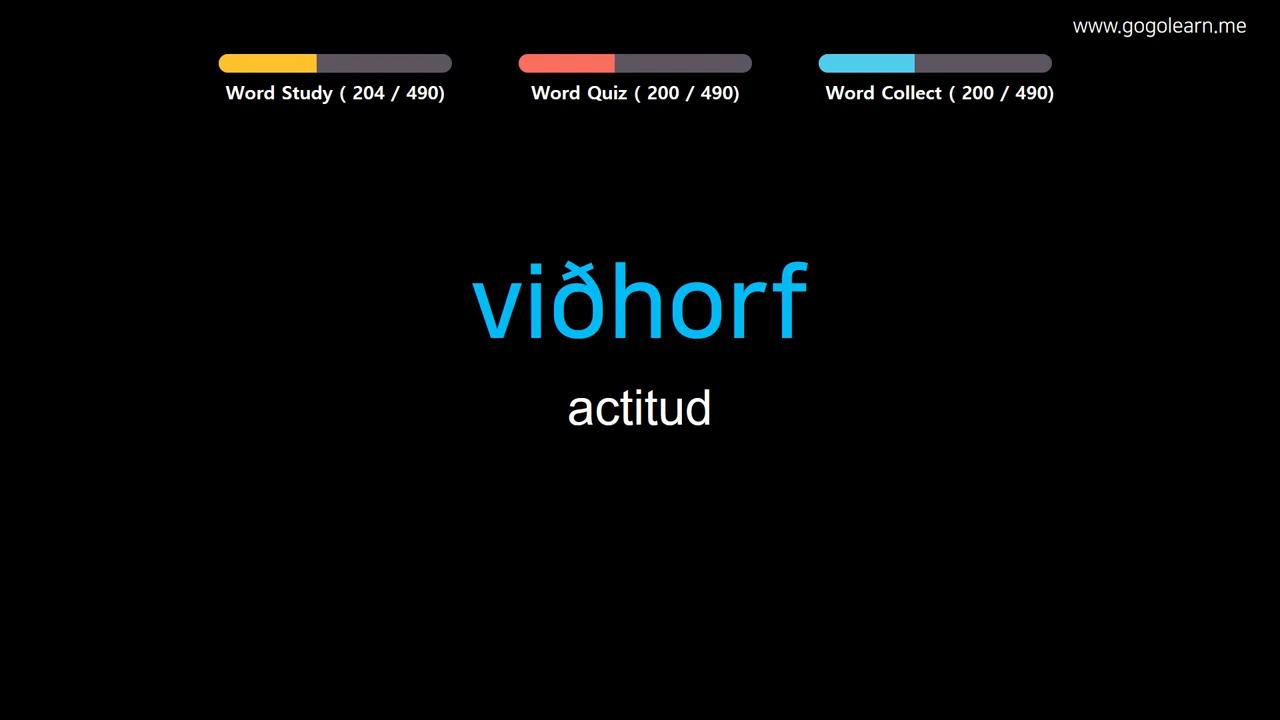 www.gogolearn.me
Word Study ( 204 / 490)
Word Quiz ( 200 / 490)
Word Collect ( 200 / 490)
viðhorf
actitud